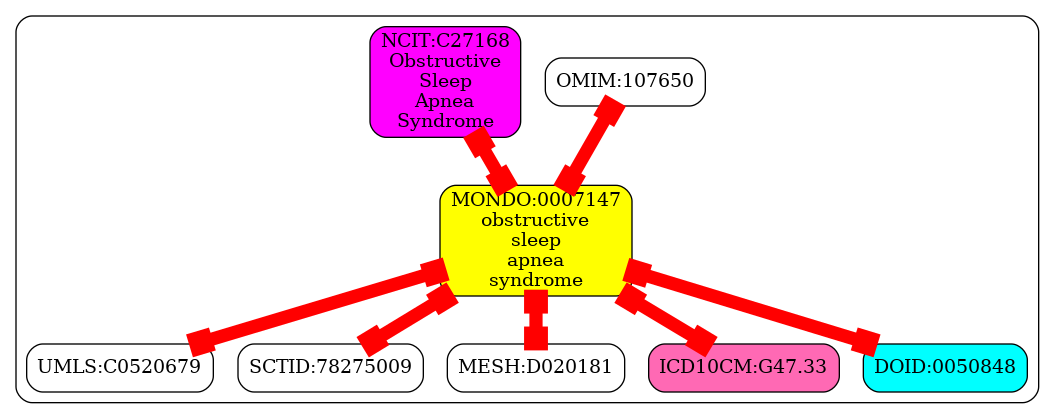 NCIT:C27168
Obstructive
Sleep
Apnea
Syndrome
OMIM:107650
MONDO:0007147
obstructive
sleep
apnea
syndrome
UMLS:C0520679
SCTID:78275009
MESH:D020181
ICD10CM:G47.33
DOID:0050848